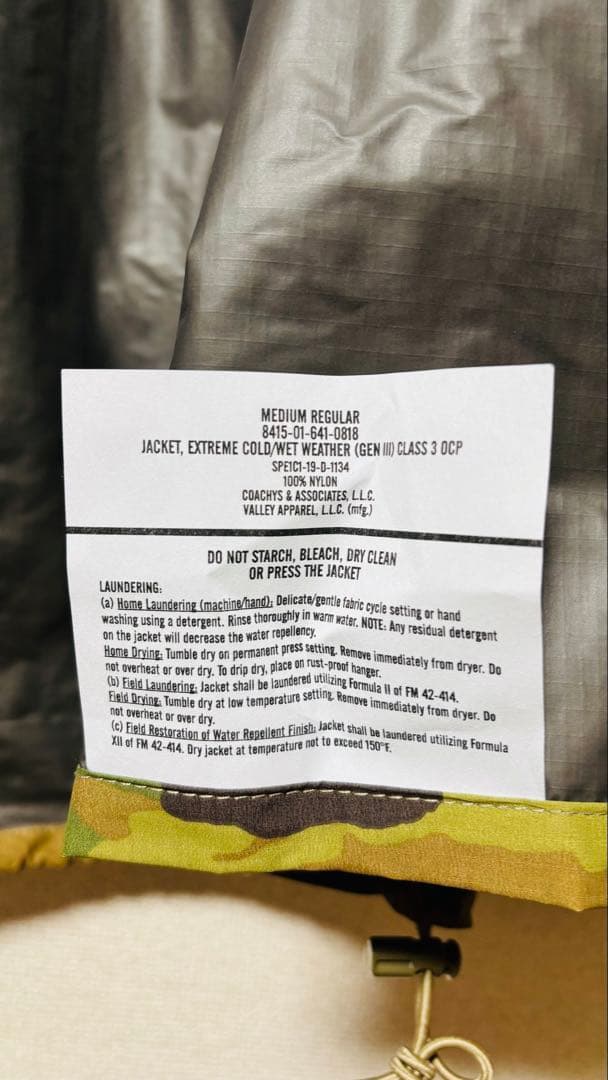 MEDIUM REGULAR
8415-01-641-0818
JACKET, EXTREME COLD/WET WEATHER (GEN III) CLASS 3 OCP
SPE1C1-19-D-1134
100% NYLON
COACHYS & ASSOCIATES, L.L.C.
VALLEY APPAREL, L.L.C. (mfg.)
DO NOT STARCH, BLEACH, DRY CLEAN
OR PRESS THE JACKET
LAUNDERING:
(a) Home Laundering (machine/hand): Delicate/gentle fabric cycle setting or hand
washing using a detergent. Rinse thoroughly in warm water. NOTE: Any residual detergent
on the jacket will decrease the water repellency.
Home Drying: Tumble dry on permanent press setting. Remove immediately from dryer. Do
not overheat or over dry. To drip dry, place on rust-proof hanger.
(b) Field Laundering: Jacket shall be laundered utilizing Formula II of FM 42-414.
Field Drying: Tumble dry at low temperature setting. Remove immediately from dryer. Do
not overheat or over dry.
(c) Field Restoration of Water Repellent Finish: Jacket shall be laundered utilizing Formula
XII of FM 42-414. Dry jacket at temperature not to exceed 150°F.